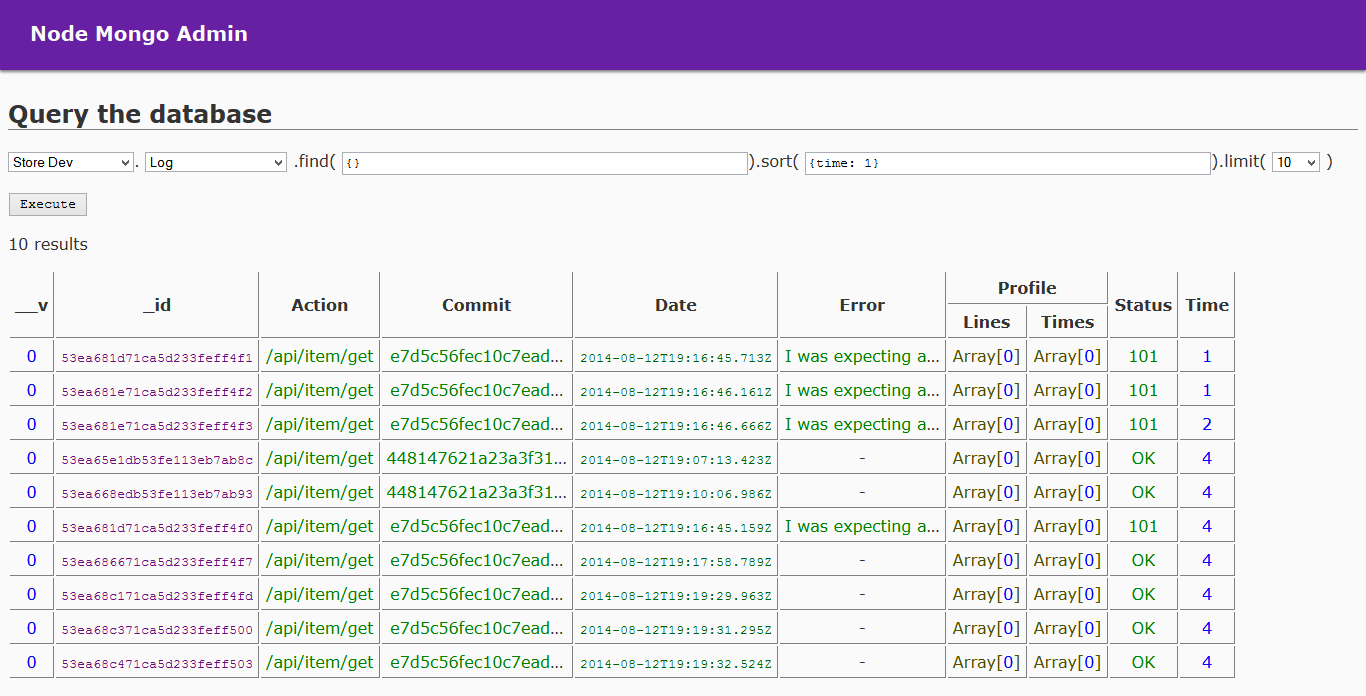 Node Mongo Admin
Query the database
Store Dev . Log .find( {} ).sort( {time: 1} ).limit( 10 )
Execute
10 results
__v _id Action Commit Date Error Profile Status Time
Lines Times
0 53ea681d71ca5d233feff4f1 /api/item/get e7d5c56fec10c7ead... 2014-08-12T19:16:45.713Z I was expecting a... Array[0] Array[0] 101 1
0 53ea681e71ca5d233feff4f2 /api/item/get e7d5c56fec10c7ead... 2014-08-12T19:16:46.161Z I was expecting a... Array[0] Array[0] 101 1
0 53ea681e71ca5d233feff4f3 /api/item/get e7d5c56fec10c7ead... 2014-08-12T19:16:46.666Z I was expecting a... Array[0] Array[0] 101 2
0 53ea65e1db53fe113eb7ab8c /api/item/get 448147621a23a3f31... 2014-08-12T19:07:13.423Z - Array[0] Array[0] OK 4
0 53ea668edb53fe113eb7ab93 /api/item/get 448147621a23a3f31... 2014-08-12T19:10:06.986Z - Array[0] Array[0] OK 4
0 53ea681d71ca5d233feff4f0 /api/item/get e7d5c56fec10c7ead... 2014-08-12T19:16:45.159Z I was expecting a... Array[0] Array[0] 101 4
0 53ea686671ca5d233feff4f7 /api/item/get e7d5c56fec10c7ead... 2014-08-12T19:17:58.789Z - Array[0] Array[0] OK 4
0 53ea68c171ca5d233feff4fd /api/item/get e7d5c56fec10c7ead... 2014-08-12T19:19:29.963Z - Array[0] Array[0] OK 4
0 53ea68c371ca5d233feff500 /api/item/get e7d5c56fec10c7ead... 2014-08-12T19:19:31.295Z - Array[0] Array[0] OK 4
0 53ea68c471ca5d233feff503 /api/item/get e7d5c56fec10c7ead... 2014-08-12T19:19:32.524Z - Array[0] Array[0] OK 4